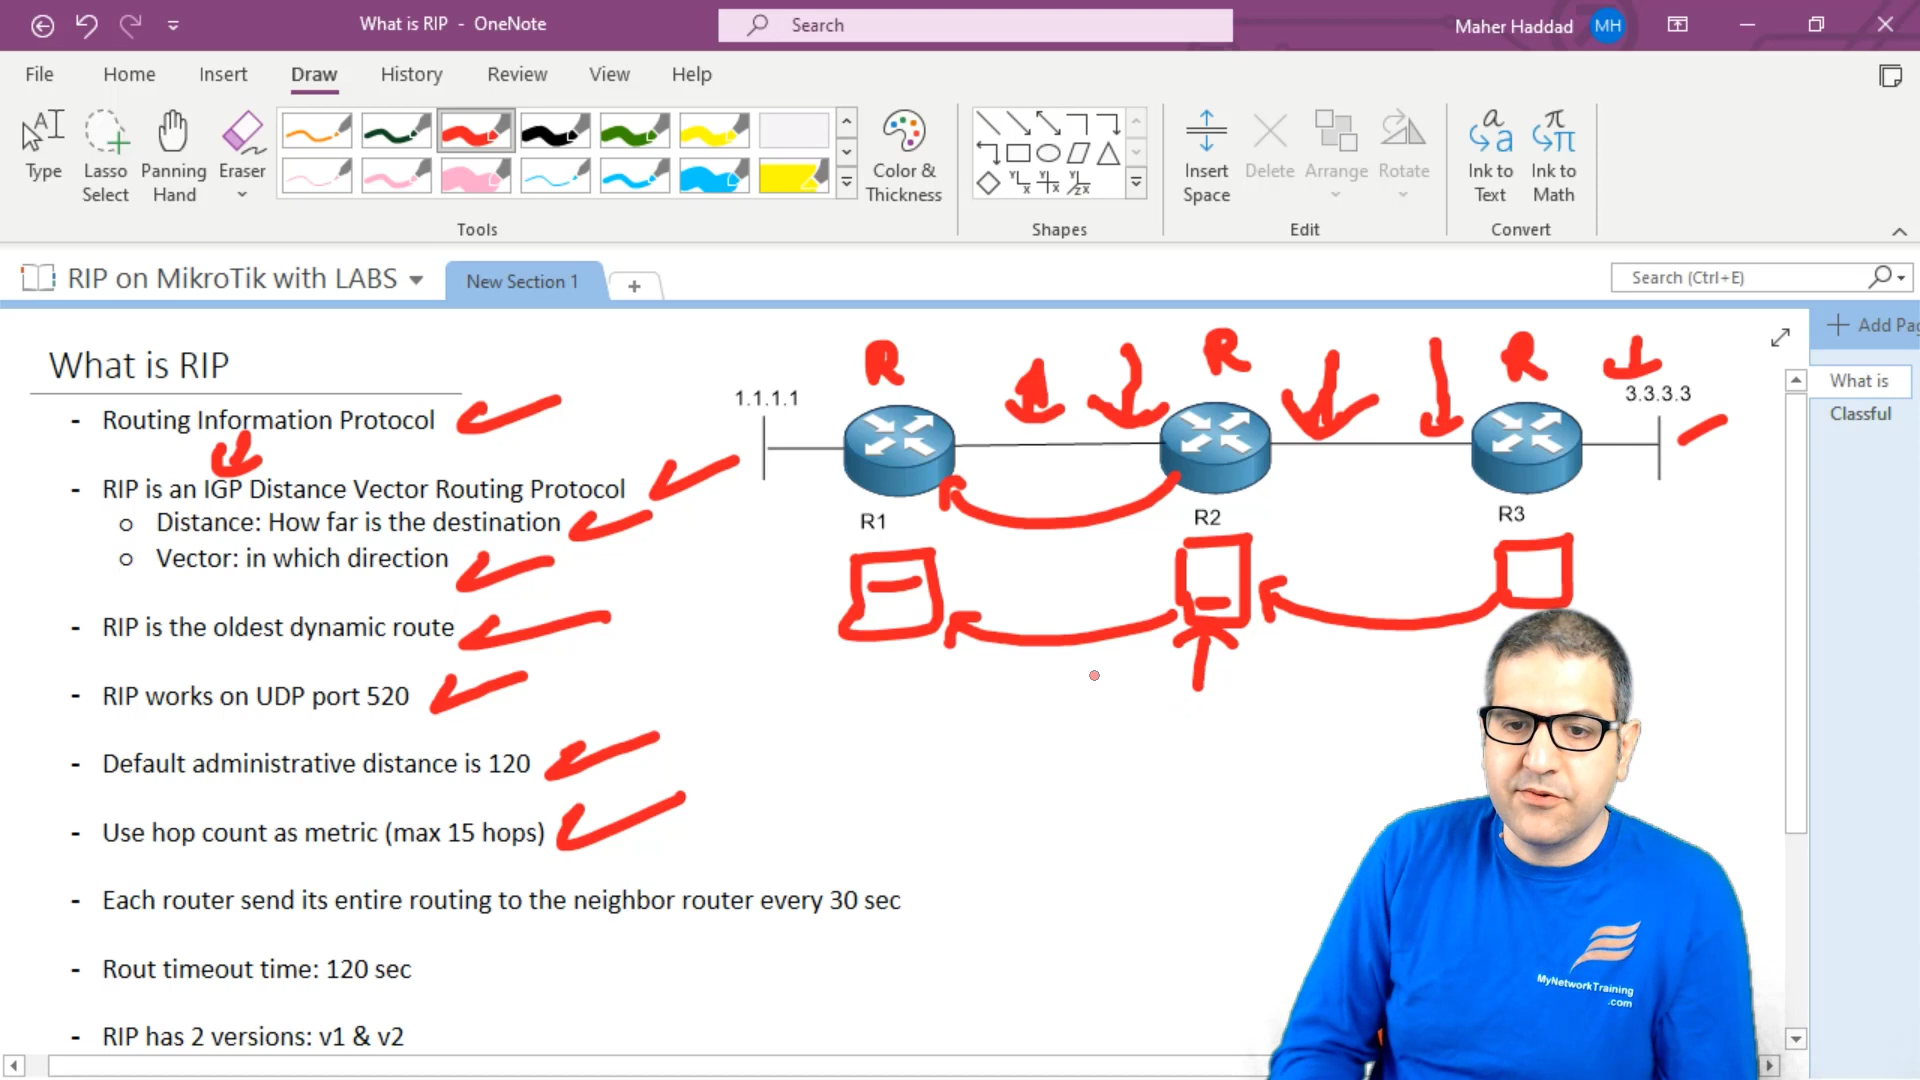 What is RIP - OneNote
Search
Maher Haddad
MH
File
Home
Insert
Draw
History
Review
View
Help
Type
Lasso Select
Panning Hand
Eraser
Color & Thickness
Insert Space
Delete
Arrange
Rotate
Ink to Text
Ink to Math
Tools
Shapes
Edit
Convert
RIP on MikroTik with LABS
New Section 1
Search (Ctrl+E)
Add Pag
What is
Classful
What is RIP
- Routing Information Protocol
- RIP is an IGP Distance Vector Routing Protocol
o Distance: How far is the destination
o Vector: in which direction
- RIP is the oldest dynamic route
- RIP works on UDP port 520
- Default administrative distance is 120
- Use hop count as metric (max 15 hops)
- Each router send its entire routing to the neighbor router every 30 sec
- Rout timeout time: 120 sec
- RIP has 2 versions: v1 & v2
R
R
R
1.1.1.1
3.3.3.3
R1
R2
R3
MyNetworkTraining
.com